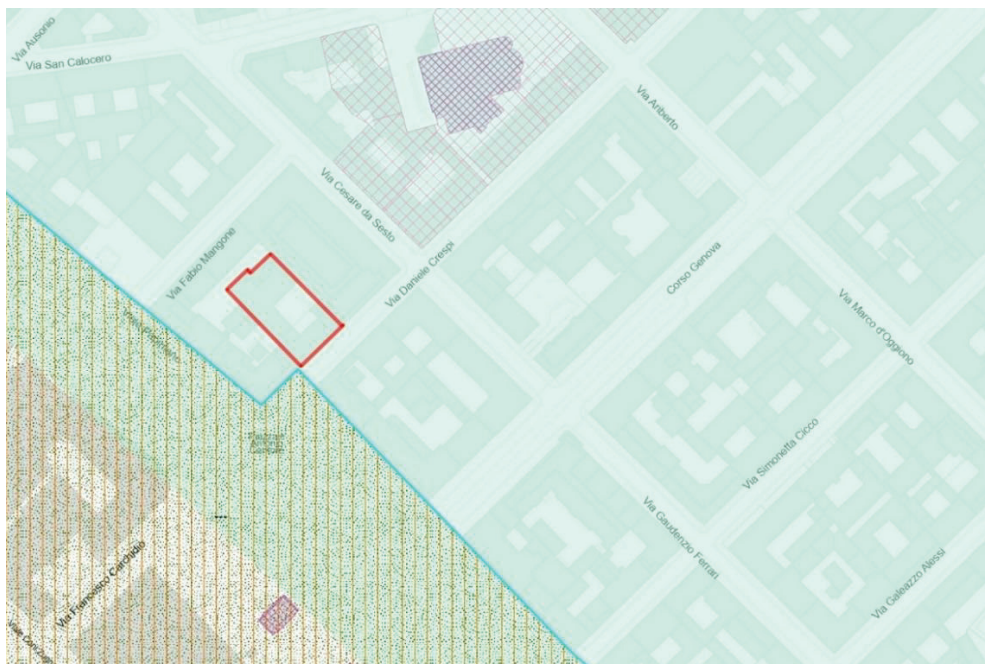 Via Ausonio
Via San Calocero
Via Ariberto
Via Cesare da Sesto
Via Fabio Mangone
Via Daniele Crespi
Corso Genova
Via Marco d'Oggiono
Via Simonetta Cicco
Via Gaudenzio Ferrari
Via Galeazzo Alessi
Via Francesco Carchidio